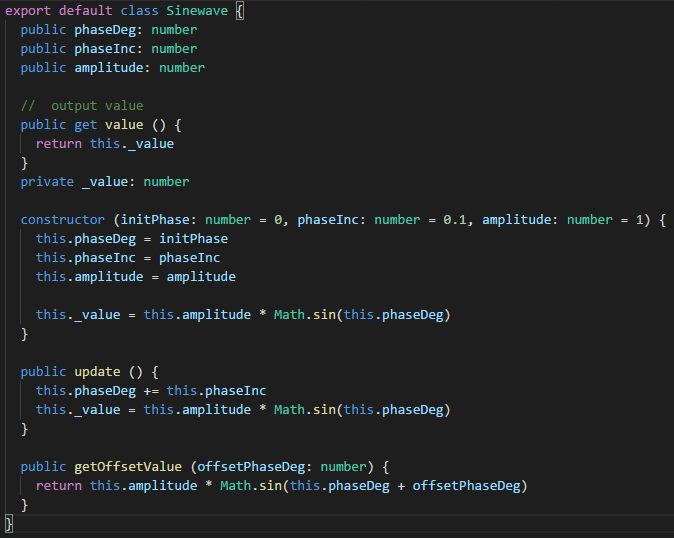 export default class Sinewave {
public phaseDeg: number
public phaseInc: number
public amplitude: number
//  output value
public get value () {
return this._value
}
private _value: number
constructor (initPhase: number = 0, phaseInc: number = 0.1, amplitude: number = 1) {
this.phaseDeg = initPhase
this.phaseInc = phaseInc
this.amplitude = amplitude
this._value = this.amplitude * Math.sin(this.phaseDeg)
}
public update () {
this.phaseDeg += this.phaseInc
this._value = this.amplitude * Math.sin(this.phaseDeg)
}
public getOffsetValue (offsetPhaseDeg: number) {
return this.amplitude * Math.sin(this.phaseDeg + offsetPhaseDeg)
}
}